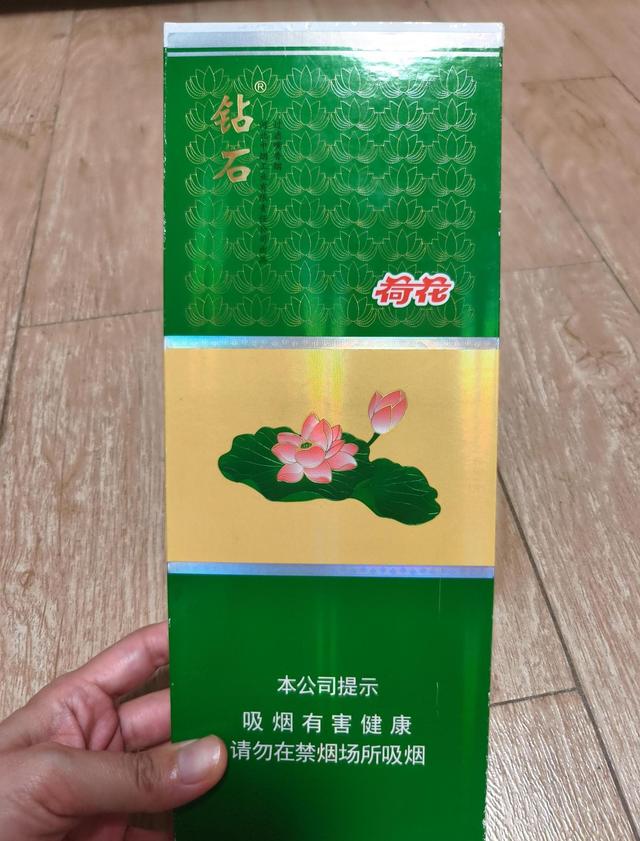 钻石®
荷花
本公司提示
吸烟有害健康
请勿在禁烟场所吸烟